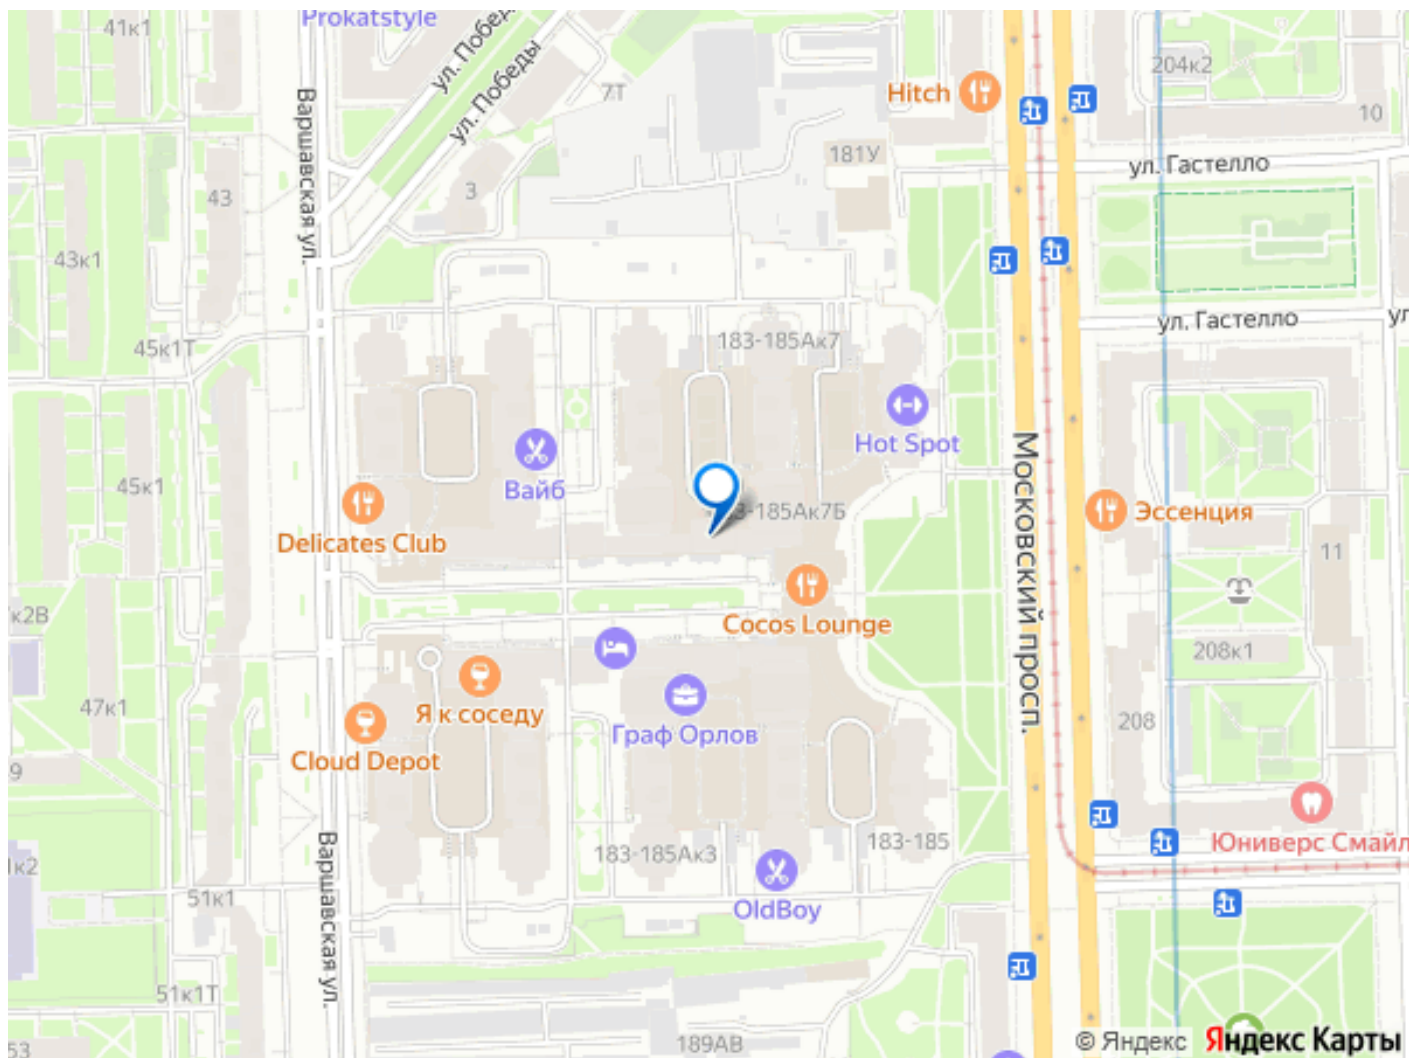 41к1
Prokatstyle
ул. Победы
ул. Победы
7Т
Hitch
204к2
10
Варшавская ул.
43
3
181У
ул. Гастелло
43к1
45к1Т
183-185Ак7
ул. Гастелло
Hot Spot
45к1
Вайб
Delicates Club
183-185Ак7Б
Московский просп.
Эссенция
11
к2В
Cocos Lounge
208к1
47к1
Я к соседу
Граф Орлов
208
Cloud Depot
9
Варшавская ул.
183-185Ак3
183-185
Юниверс Смайл
1к2
51к1
OldBoy
51к1Т
53
189АВ
© Яндекс Яндекс Карты